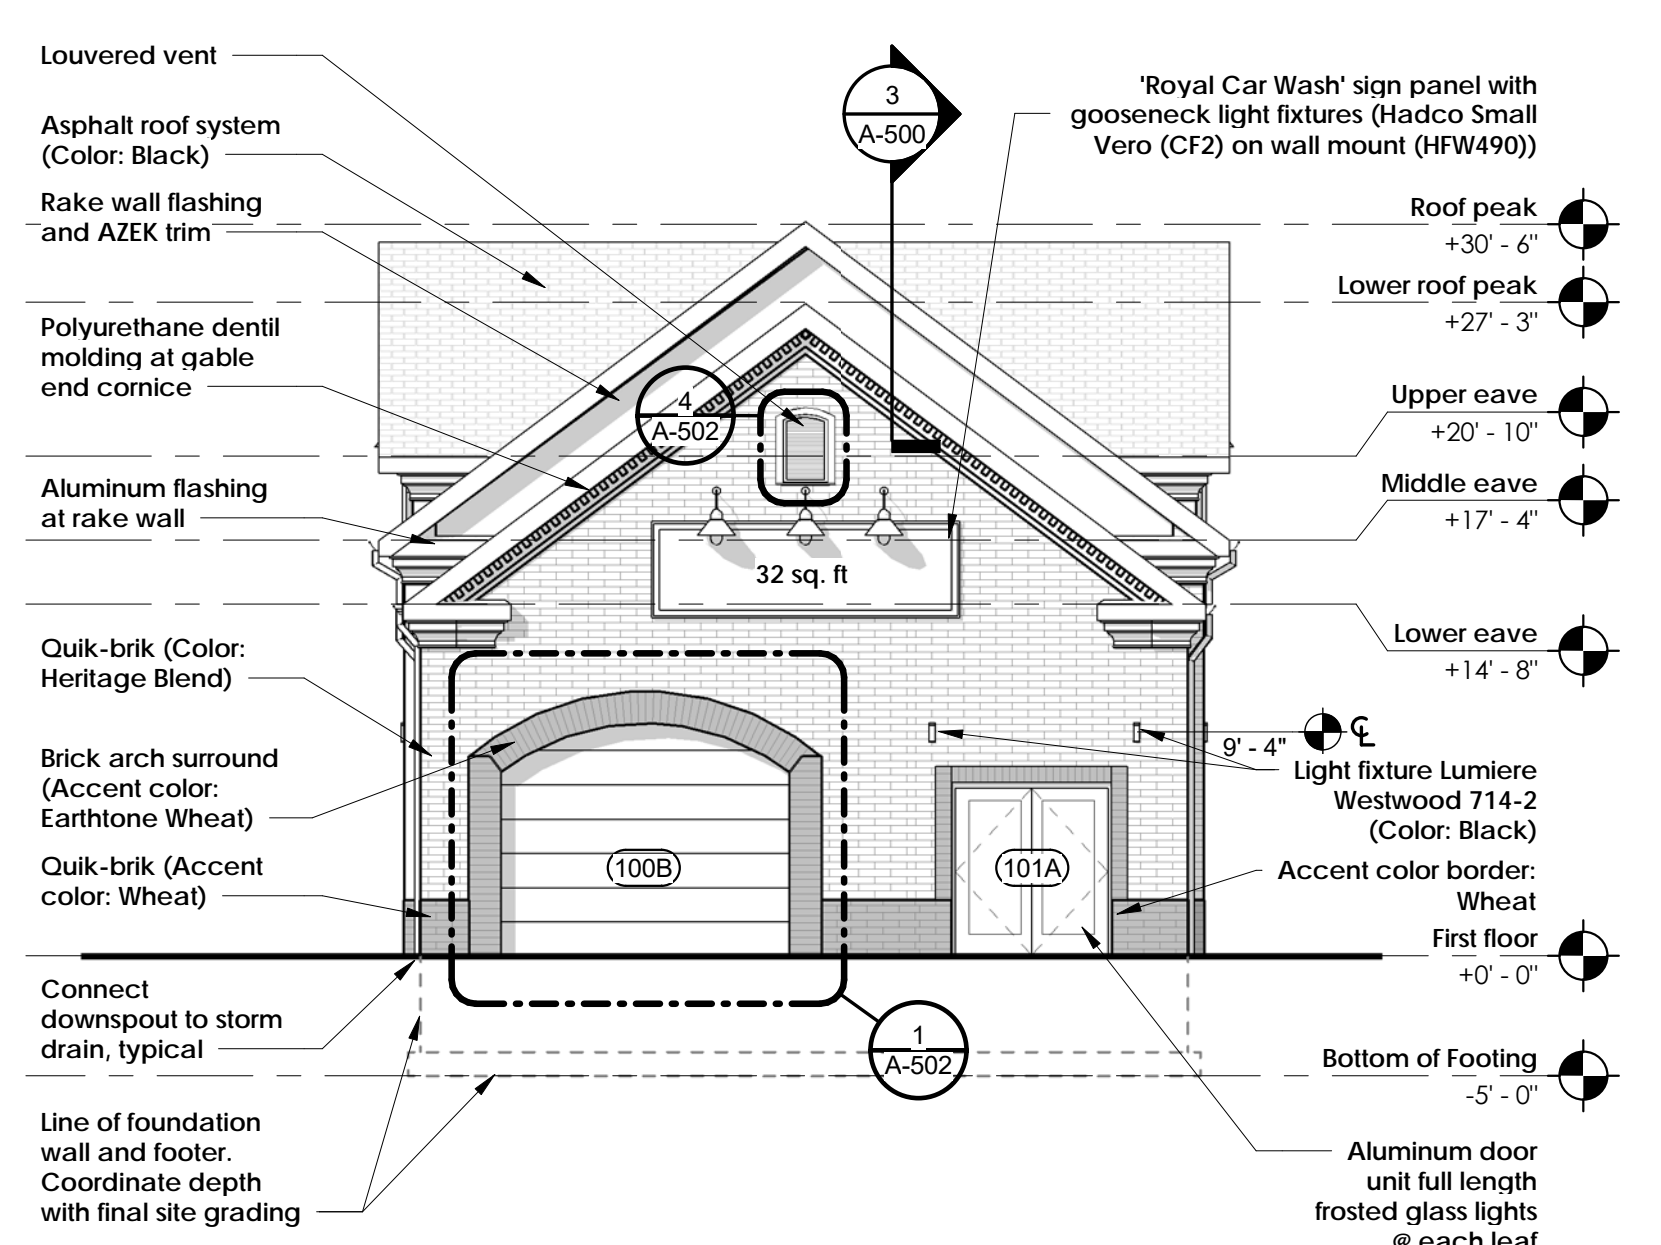 Louvered vent
Asphalt roof system
(Color: Black)
Rake wall flashing
and AZEK trim
Polyurethane dentil
molding at gable
end cornice
Aluminum flashing
at rake wall
Quik-brik (Color:
Heritage Blend)
Brick arch surround
(Accent color:
Earthtone Wheat)
Quik-brik (Accent
color: Wheat)
Connect
downspout to storm
drain, typical
Line of foundation
wall and footer.
Coordinate depth
with final site grading
3
A-500
4
A-502
32 sq. ft
100B
101A
1
A-502
'Royal Car Wash' sign panel with
gooseneck light fixtures (Hadco Small
Vero (CF2) on wall mount (HFW490))
Roof peak
+30' - 6"
Lower roof peak
+27' - 3"
Upper eave
+20' - 10"
Middle eave
+17' - 4"
Lower eave
+14' - 8"
9' - 4"
Light fixture Lumiere
Westwood 714-2
(Color: Black)
Accent color border:
Wheat
First floor
+0' - 0"
Bottom of Footing
-5' - 0"
Aluminum door
unit full length
frosted glass lights
@ each leaf